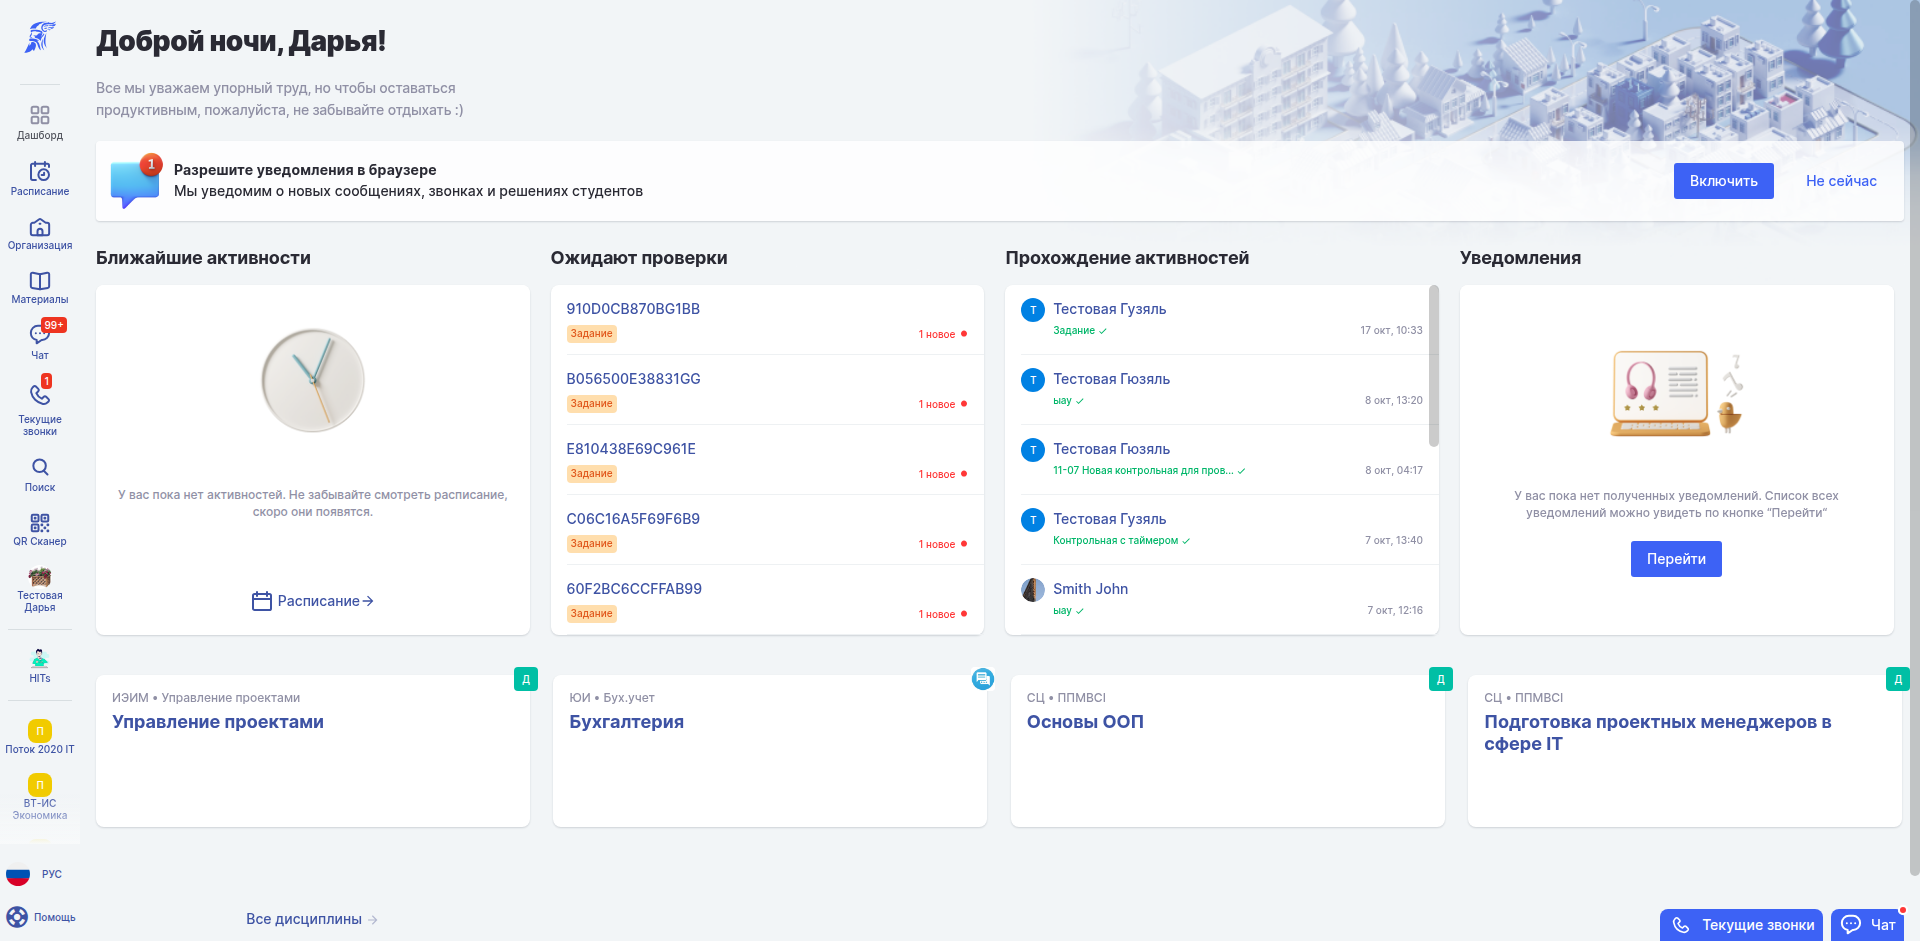 Доброй ночи, Дарья!
Все мы уважаем упорный труд, но чтобы оставаться
продуктивным, пожалуйста, не забывайте отдыхать :)
Дашборд
Расписание
Организация
Материалы
99+
Чат
1
Текущие
звонки
Поиск
QR Сканер
Тестовая
Дарья
HITs
П
Поток 2020 IT
П
ВТ-ИС
Экономика
РУС
Помощь
1
Разрешите уведомления в браузере
Мы уведомим о новых сообщениях, звонках и решениях студентов
Включить
Не сейчас
Ближайшие активности
У вас пока нет активностей. Не забывайте смотреть расписание,
скоро они появятся.
Расписание
Ожидают проверки
910D0CB870BG1BB
Задание
1 новое
B056500E38831GG
Задание
1 новое
E810438E69C961E
Задание
1 новое
C06C16A5F69F6B9
Задание
1 новое
60F2BC6CCFFAB99
Задание
1 новое
Прохождение активностей
Т
Тестовая Гузяль
Задание
17 окт, 10:33
Т
Тестовая Гюзяль
ыау
8 окт, 13:20
Т
Тестовая Гюзяль
11-07 Новая контрольная для пров...
8 окт, 04:17
Т
Тестовая Гузяль
Контрольная с таймером
7 окт, 13:40
Smith John
ыау
7 окт, 12:16
Уведомления
У вас пока нет полученных уведомлений. Список всех
уведомлений можно увидеть по кнопке “Перейти”
Перейти
Д
ИЭИМ • Управление проектами
Управление проектами
ЮИ • Бух.учет
Бухгалтерия
Д
СЦ • ППМВСІ
Основы ООП
Д
СЦ • ППМВСІ
Подготовка проектных менеджеров в
сфере IT
Все дисциплины
Текущие звонки
Чат